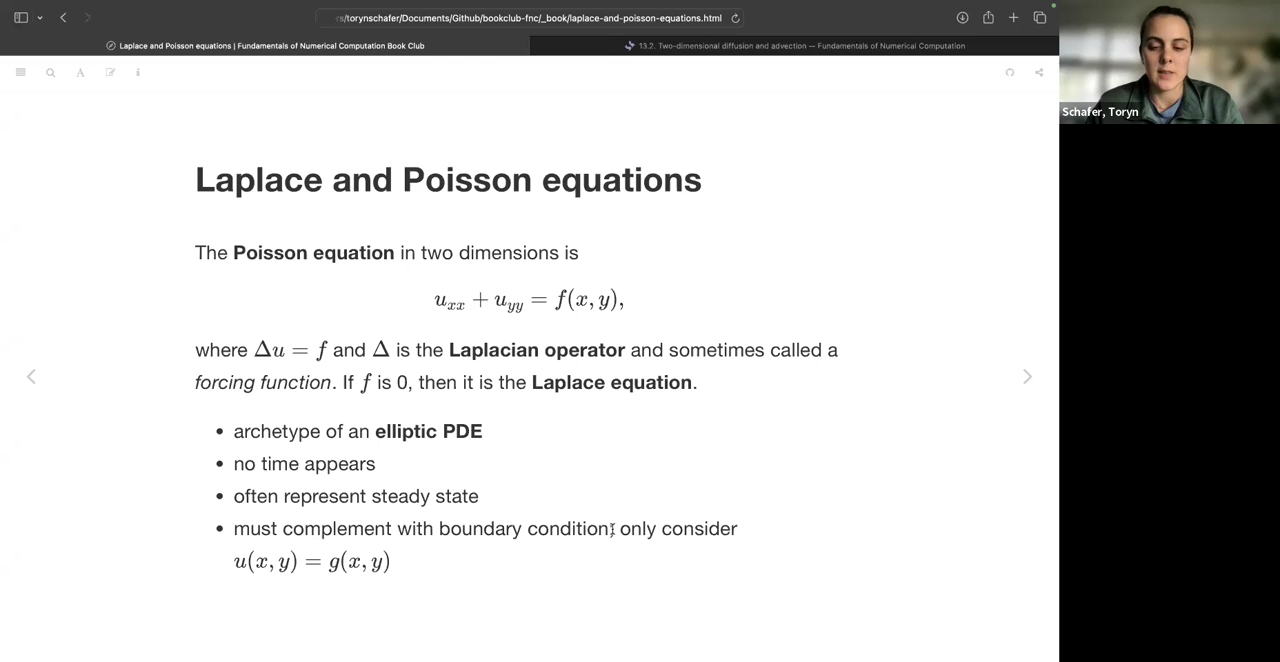 rs/torynschafer/Documents/Github/bookclub-fnc/_book/laplace-and-poisson-equations.html
Laplace and Poisson equations | Fundamentals of Numerical Computation Book Club
13.2. Two-dimensional diffusion and advection — Fundamentals of Numerical Computation
Schafer, Toryn
Laplace and Poisson equations
The Poisson equation in two dimensions is
u_{xx} + u_{yy} = f(x, y),
where Δu = f and Δ is the Laplacian operator and sometimes called a
forcing function. If f is 0, then it is the Laplace equation.
• archetype of an elliptic PDE
• no time appears
• often represent steady state
• must complement with boundary condition; only consider
u(x, y) = g(x, y)